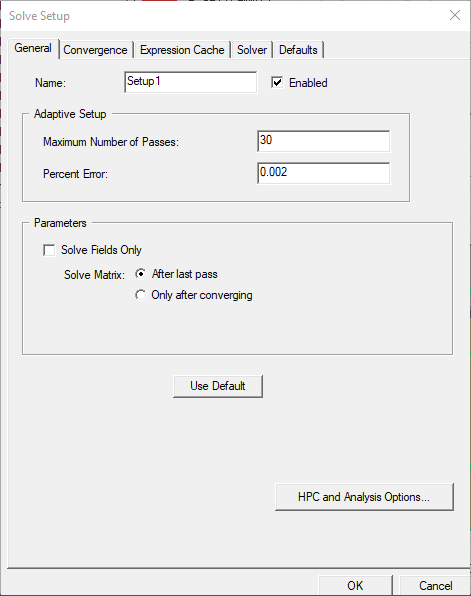 Solve Setup
General Convergence Expression Cache Solver Defaults
Name: Setup1 Enabled
Adaptive Setup
Maximum Number of Passes: 30
Percent Error: 0.002
Parameters
Solve Fields Only
Solve Matrix: After last pass
Only after converging
Use Default
HPC and Analysis Options...
OK Cancel